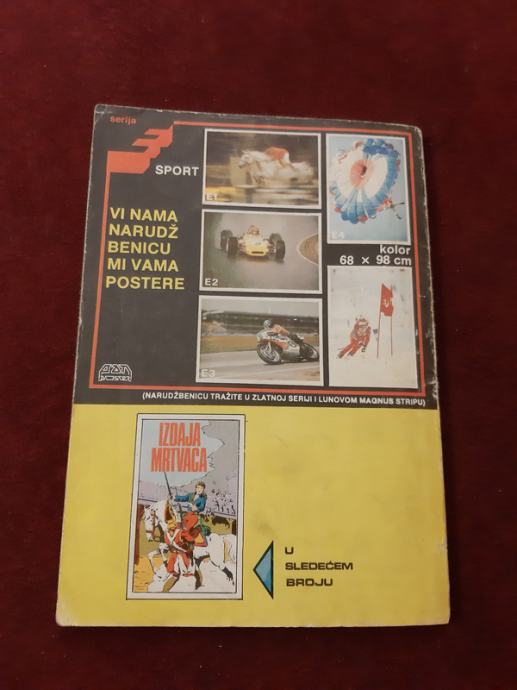 serija
3
SPORT
VI NAMA
NARUDŽ
BENICU
MI VAMA
POSTERE
E1
E2
E3
E4
kolor
68 × 98 cm
(NARUDŽBENICU TRAŽITE U ZLATNOJ SERIJI I LUNOVOM MAGNUS STRIPU)
IZDAJA
MRTVACA
U
SLEDEĆEM
BROJU